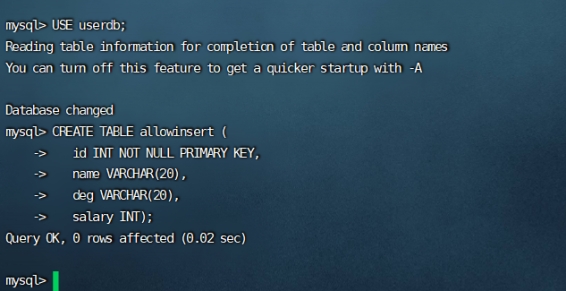 mysql> USE userdb;
Reading table information for completion of table and column names
You can turn off this feature to get a quicker startup with -A
Database changed
mysql> CREATE TABLE allowinsert (
    ->    id INT NOT NULL PRIMARY KEY,
    ->    name VARCHAR(20),
    ->    deg VARCHAR(20),
    ->    salary INT);
Query OK, 0 rows affected (0.02 sec)
mysql>